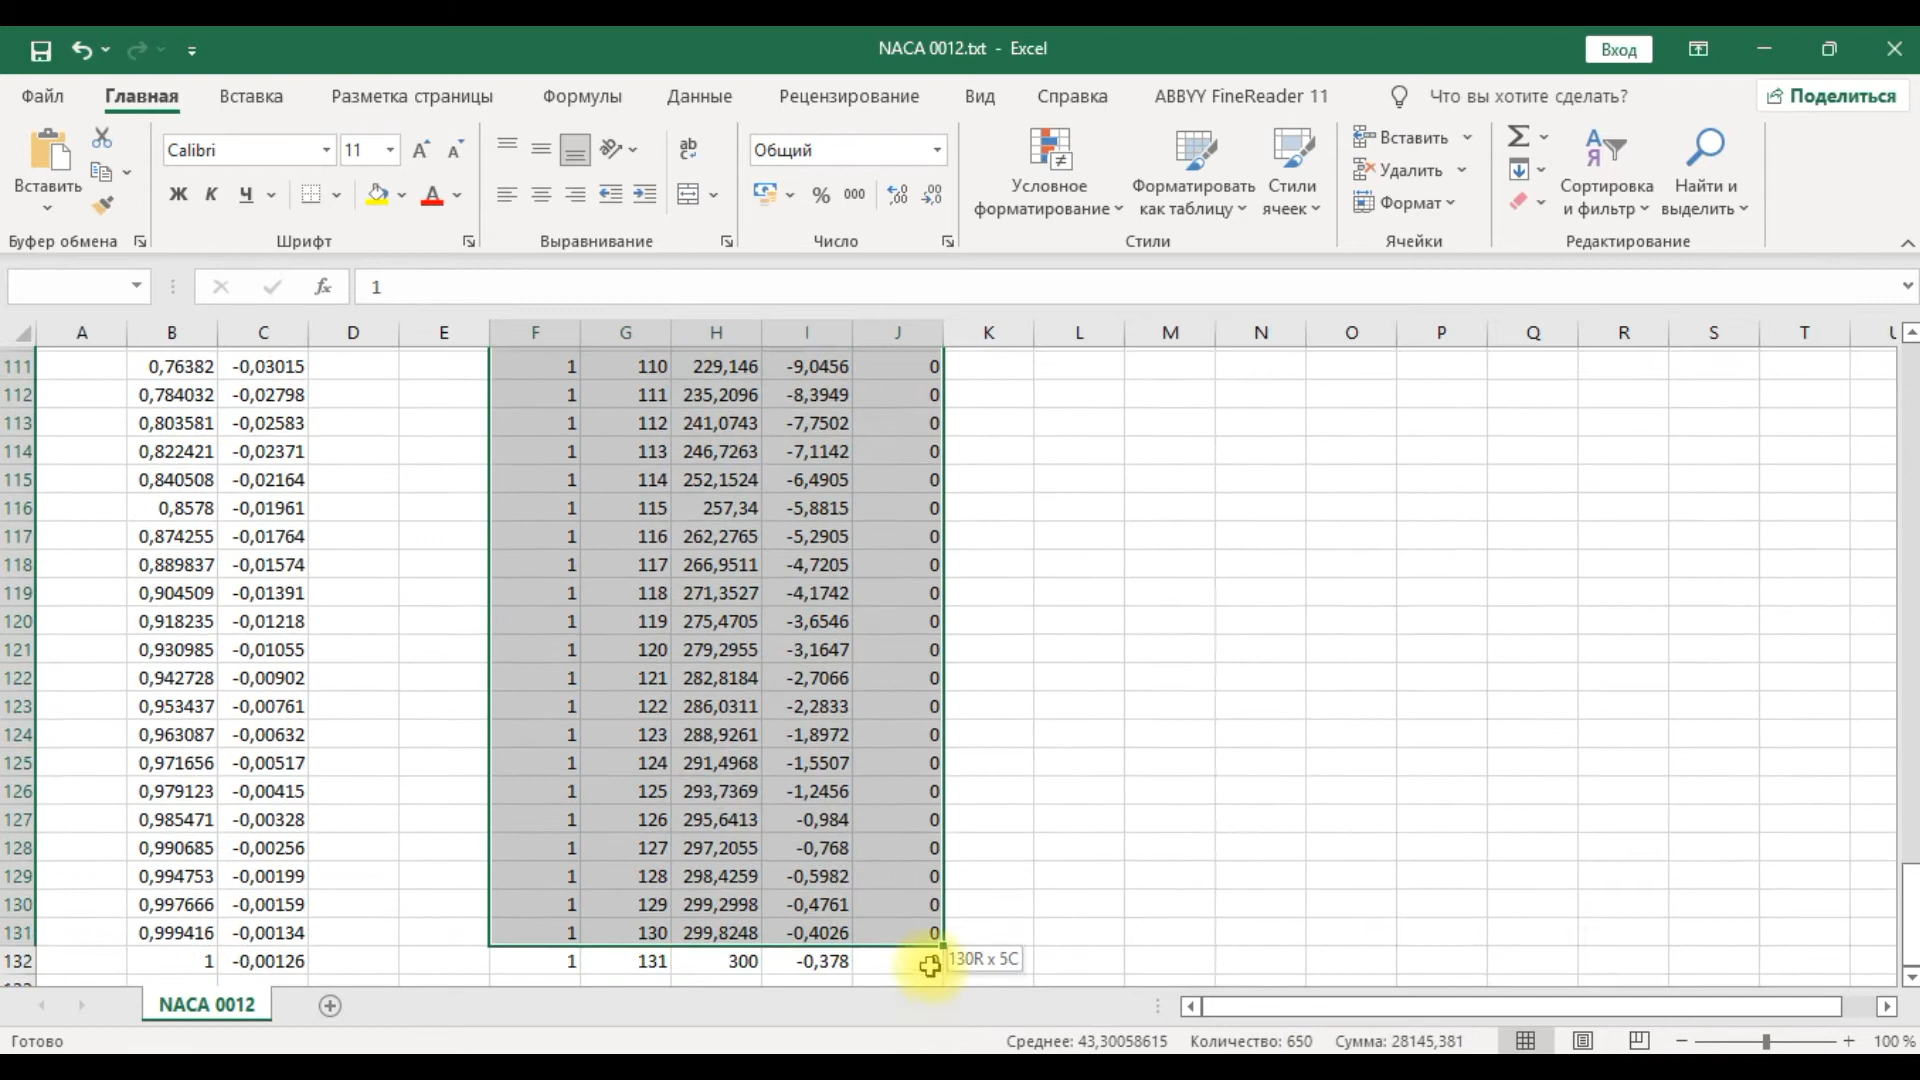 NACA 0012.txt - Excel
Вход
Файл Главная Вставка Разметка страницы Формулы Данные Рецензирование Вид Справка ABBYY FineReader 11 Что вы хотите сделать? Поделиться
Вставить
Calibri 11
Ж К Ч
Общий
% 000
Условное форматирование
Форматировать как таблицу
Стили ячеек
Вставить
Удалить
Формат
Сортировка и фильтр
Найти и выделить
Буфер обмена Шрифт Выравнивание Число Стили Ячейки Редактирование
fx 1
A B C D E F G H I J K L M N O P Q R S T U
111 0,76382 -0,03015 1 110 229,146 -9,0456 0
112 0,784032 -0,02798 1 111 235,2096 -8,3949 0
113 0,803581 -0,02583 1 112 241,0743 -7,7502 0
114 0,822421 -0,02371 1 113 246,7263 -7,1142 0
115 0,840508 -0,02164 1 114 252,1524 -6,4905 0
116 0,8578 -0,01961 1 115 257,34 -5,8815 0
117 0,874255 -0,01764 1 116 262,2765 -5,2905 0
118 0,889837 -0,01574 1 117 266,9511 -4,7205 0
119 0,904509 -0,01391 1 118 271,3527 -4,1742 0
120 0,918235 -0,01218 1 119 275,4705 -3,6546 0
121 0,930985 -0,01055 1 120 279,2955 -3,1647 0
122 0,942728 -0,00902 1 121 282,8184 -2,7066 0
123 0,953437 -0,00761 1 122 286,0311 -2,2833 0
124 0,963087 -0,00632 1 123 288,9261 -1,8972 0
125 0,971656 -0,00517 1 124 291,4968 -1,5507 0
126 0,979123 -0,00415 1 125 293,7369 -1,2456 0
127 0,985471 -0,00328 1 126 295,6413 -0,984 0
128 0,990685 -0,00256 1 127 297,2055 -0,768 0
129 0,994753 -0,00199 1 128 298,4259 -0,5982 0
130 0,997666 -0,00159 1 129 299,2998 -0,4761 0
131 0,999416 -0,00134 1 130 299,8248 -0,4026 0
132 1 -0,00126 1 131 300 -0,378
130R x 5C
NACA 0012
Готово
Среднее: 43,30058615 Количество: 650 Сумма: 28145,381
100 %